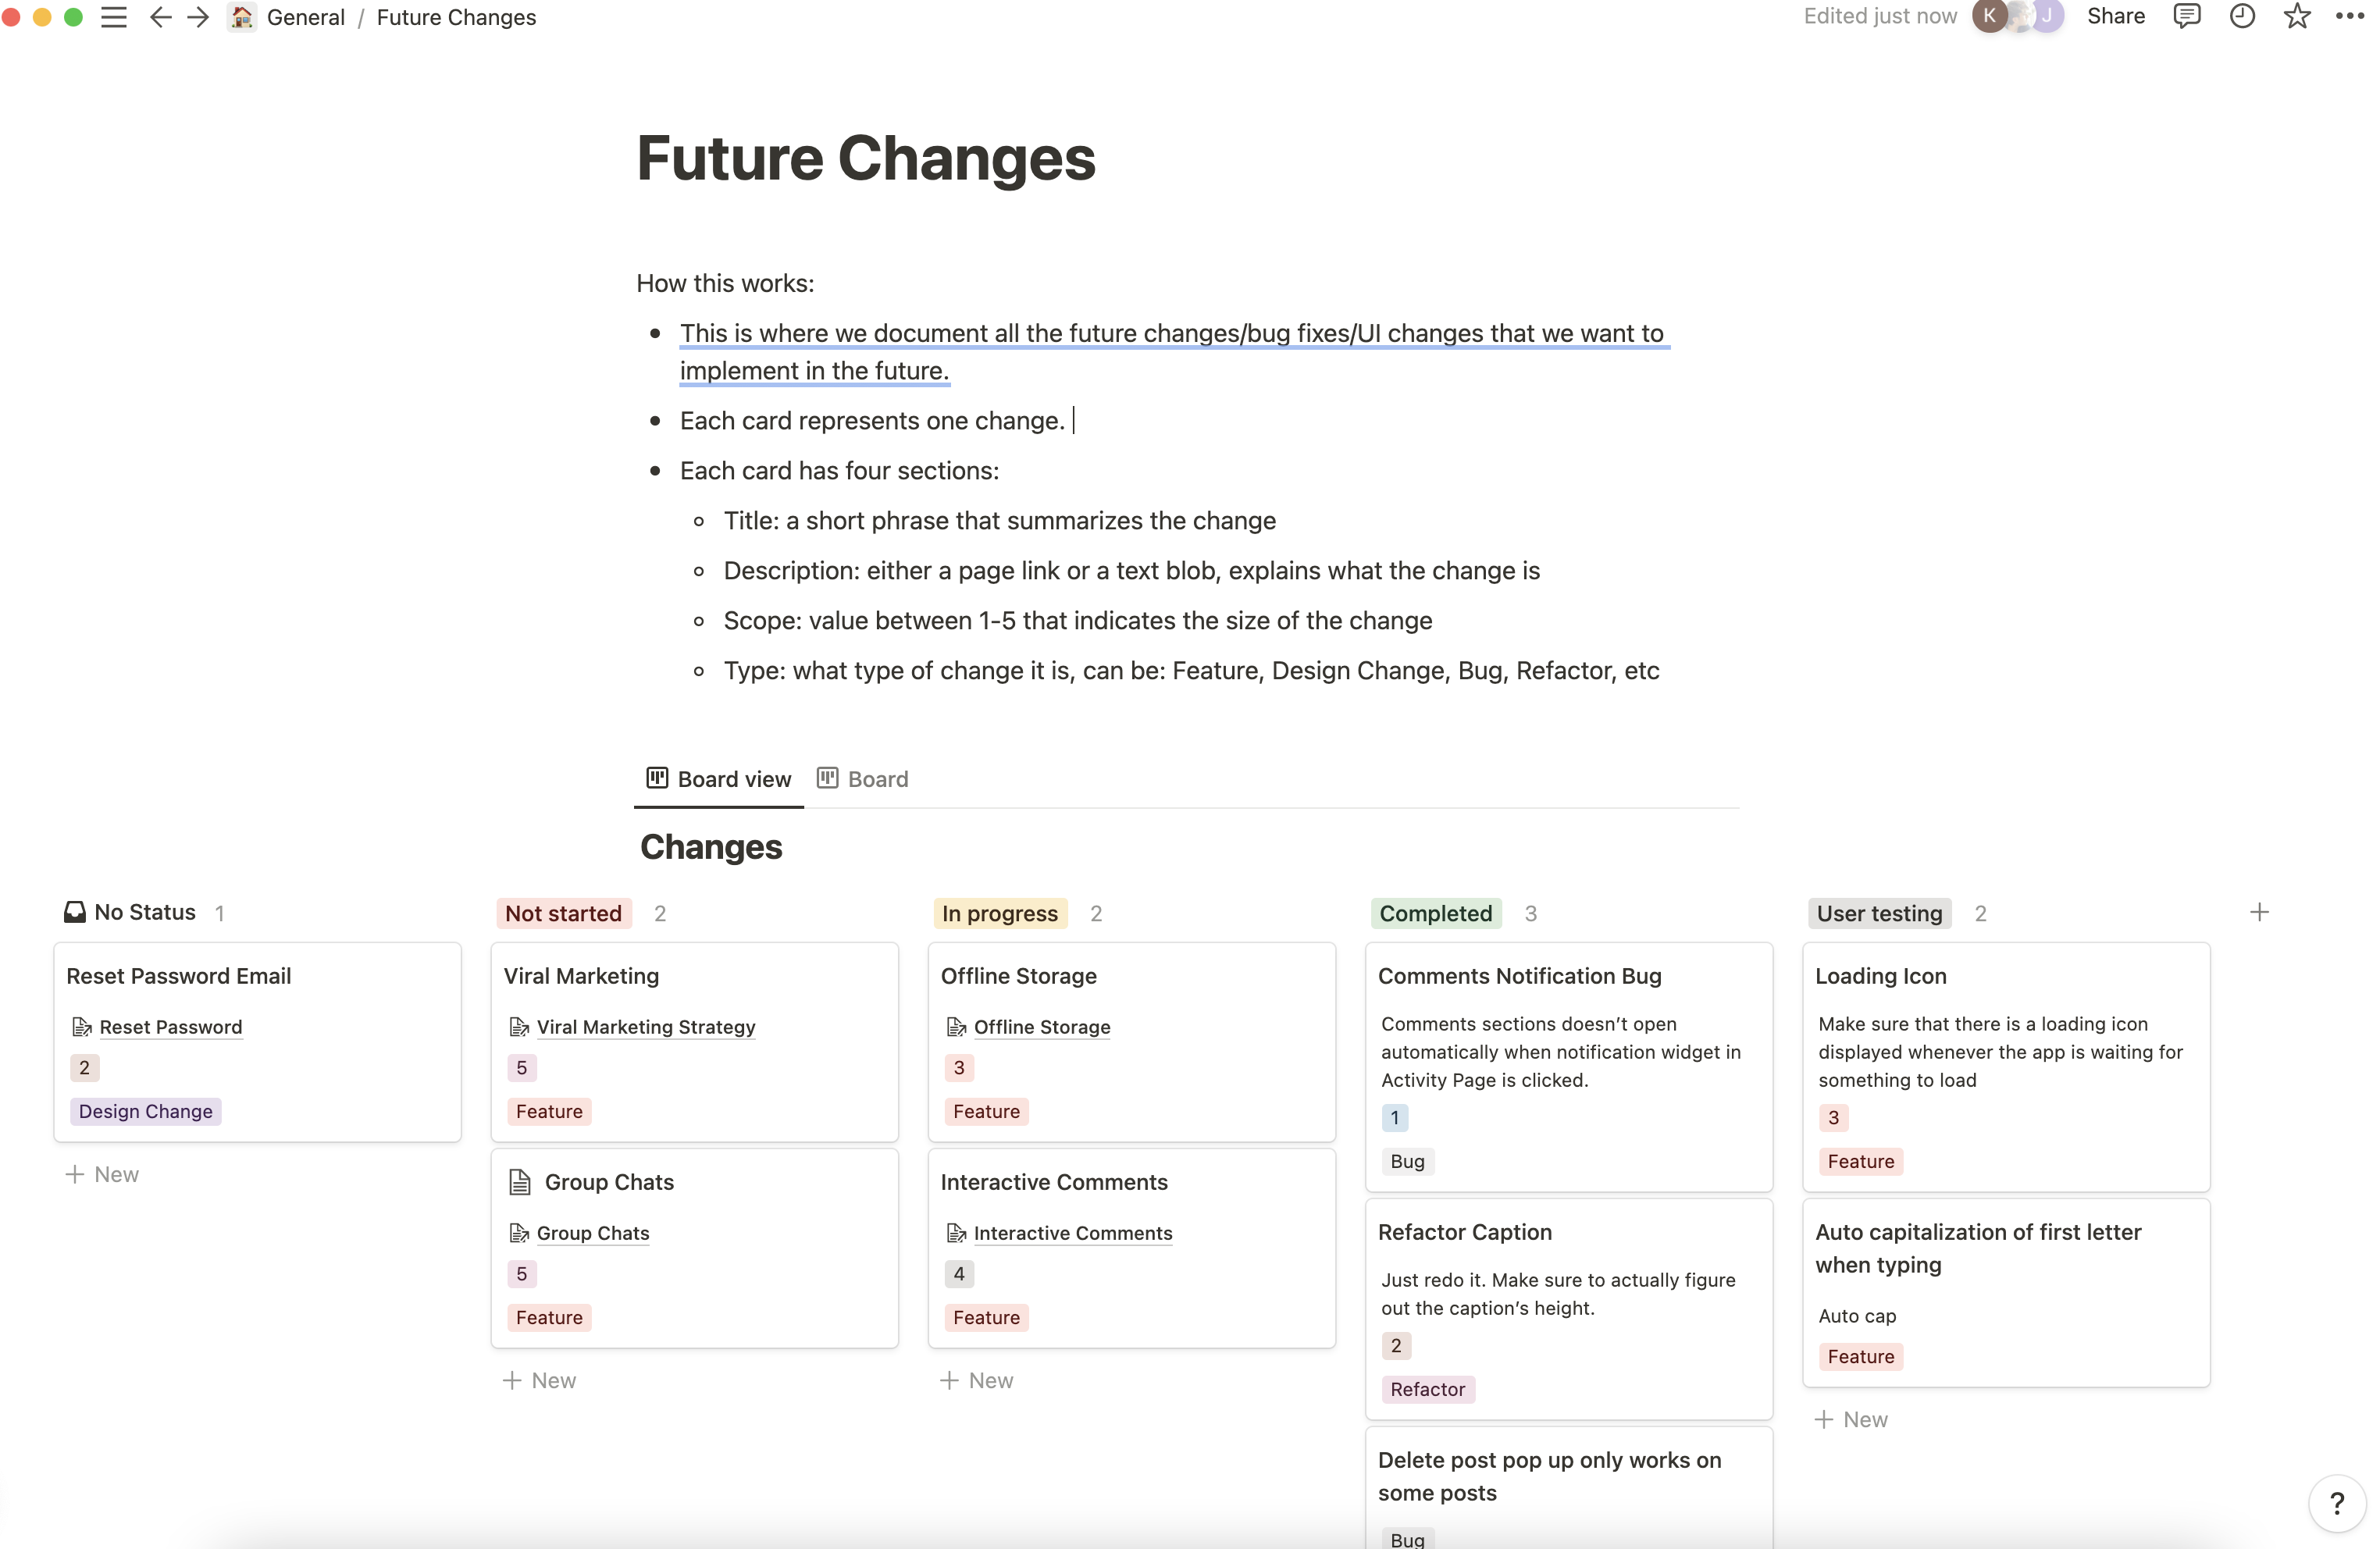 General / Future Changes
Edited just now K J Share
Future Changes
How this works:
This is where we document all the future changes/bug fixes/UI changes that we want to
implement in the future.
Each card represents one change.
Each card has four sections:
Title: a short phrase that summarizes the change
Description: either a page link or a text blob, explains what the change is
Scope: value between 1-5 that indicates the size of the change
Type: what type of change it is, can be: Feature, Design Change, Bug, Refactor, etc
Board view Board
Changes
No Status 1
Reset Password Email
Reset Password
2
Design Change
+ New
Not started 2
Viral Marketing
Viral Marketing Strategy
5
Feature
Group Chats
Group Chats
5
Feature
+ New
In progress 2
Offline Storage
Offline Storage
3
Feature
Interactive Comments
Interactive Comments
4
Feature
+ New
Completed 3
Comments Notification Bug
Comments sections doesn’t open
automatically when notification widget in
Activity Page is clicked.
1
Bug
Refactor Caption
Just redo it. Make sure to actually figure
out the caption’s height.
2
Refactor
Delete post pop up only works on
some posts
Bug
User testing 2
Loading Icon
Make sure that there is a loading icon
displayed whenever the app is waiting for
something to load
3
Feature
Auto capitalization of first letter
when typing
Auto cap
Feature
+ New
+
?